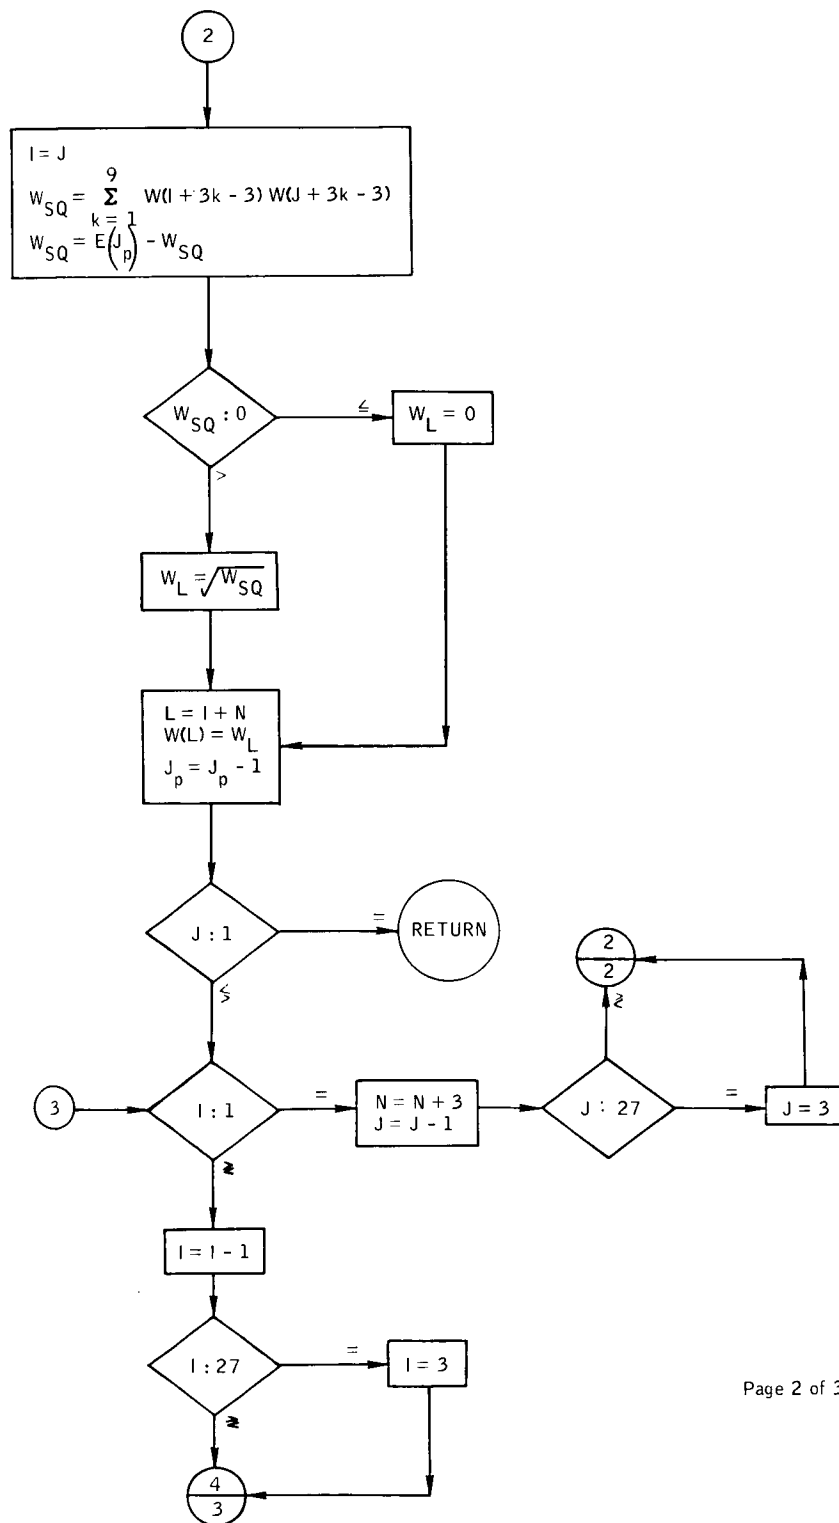 2
I = J
W_SQ = Σ W(I + 3k - 3) W(J + 3k - 3)
9
k = 1
W_SQ = E(J_p) - W_SQ
W_SQ : 0
≤
W_L = 0
>
W_L = √W_SQ
L = I + N
W(L) = W_L
J_p = J_p - 1
J : 1
=
RETURN
≶
2
2
≷
3
I : 1
=
N = N + 3
J = J - 1
J : 27
=
J = 3
≷
I = I - 1
I : 27
=
I = 3
≷
4
3
Page 2 of 3